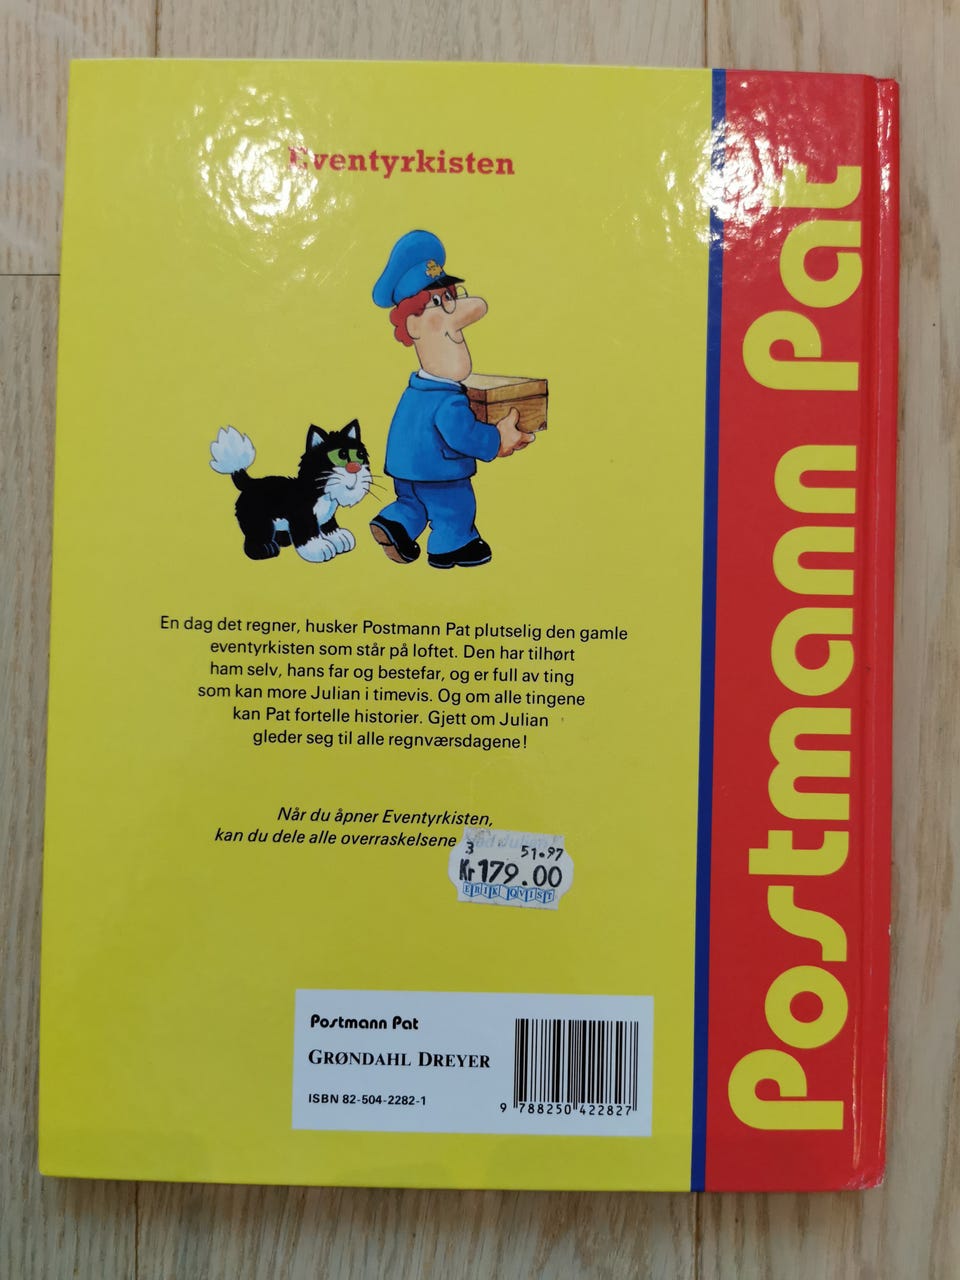 Eventyrkisten
En dag det regner, husker Postmann Pat plutselig den gamle
eventyrkisten som står på loftet. Den har tilhørt
ham selv, hans far og bestefar, og er full av ting
som kan more Julian i timevis. Og om alle tingene
kan Pat fortelle historier. Gjett om Julian
gleder seg til alle regnværsdagene!
Når du åpner Eventyrkisten,
kan du dele alle overraskelsene med Julian!
3 51.97
Kr 179.00
ERIK QVIST
Postmann Pat
GRØNDAHL DREYER
ISBN 82-504-2282-1
9 788250 422827
Postmann Pat